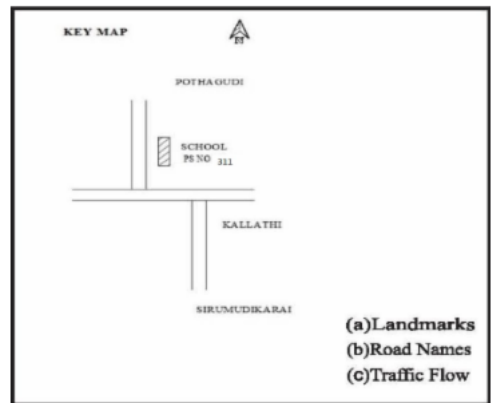 KEY MAP
N
POTHAGUDI
SCHOOL
PS NO 311
KALLATHI
SIRUMUDIKARAI
(a)Landmarks
(b)Road Names
(c)Traffic Flow